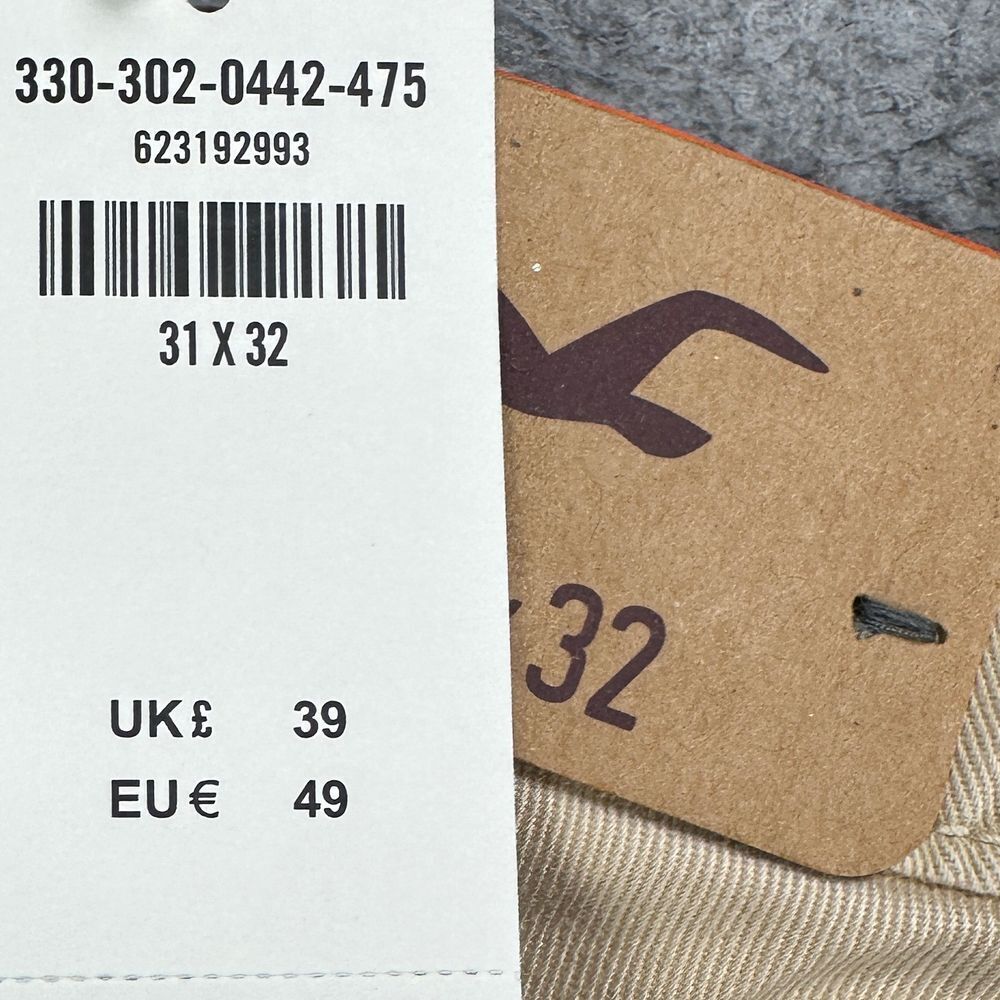 330-302-0442-475
623192993
31 X 32
UK£ 39
EU€ 49
32